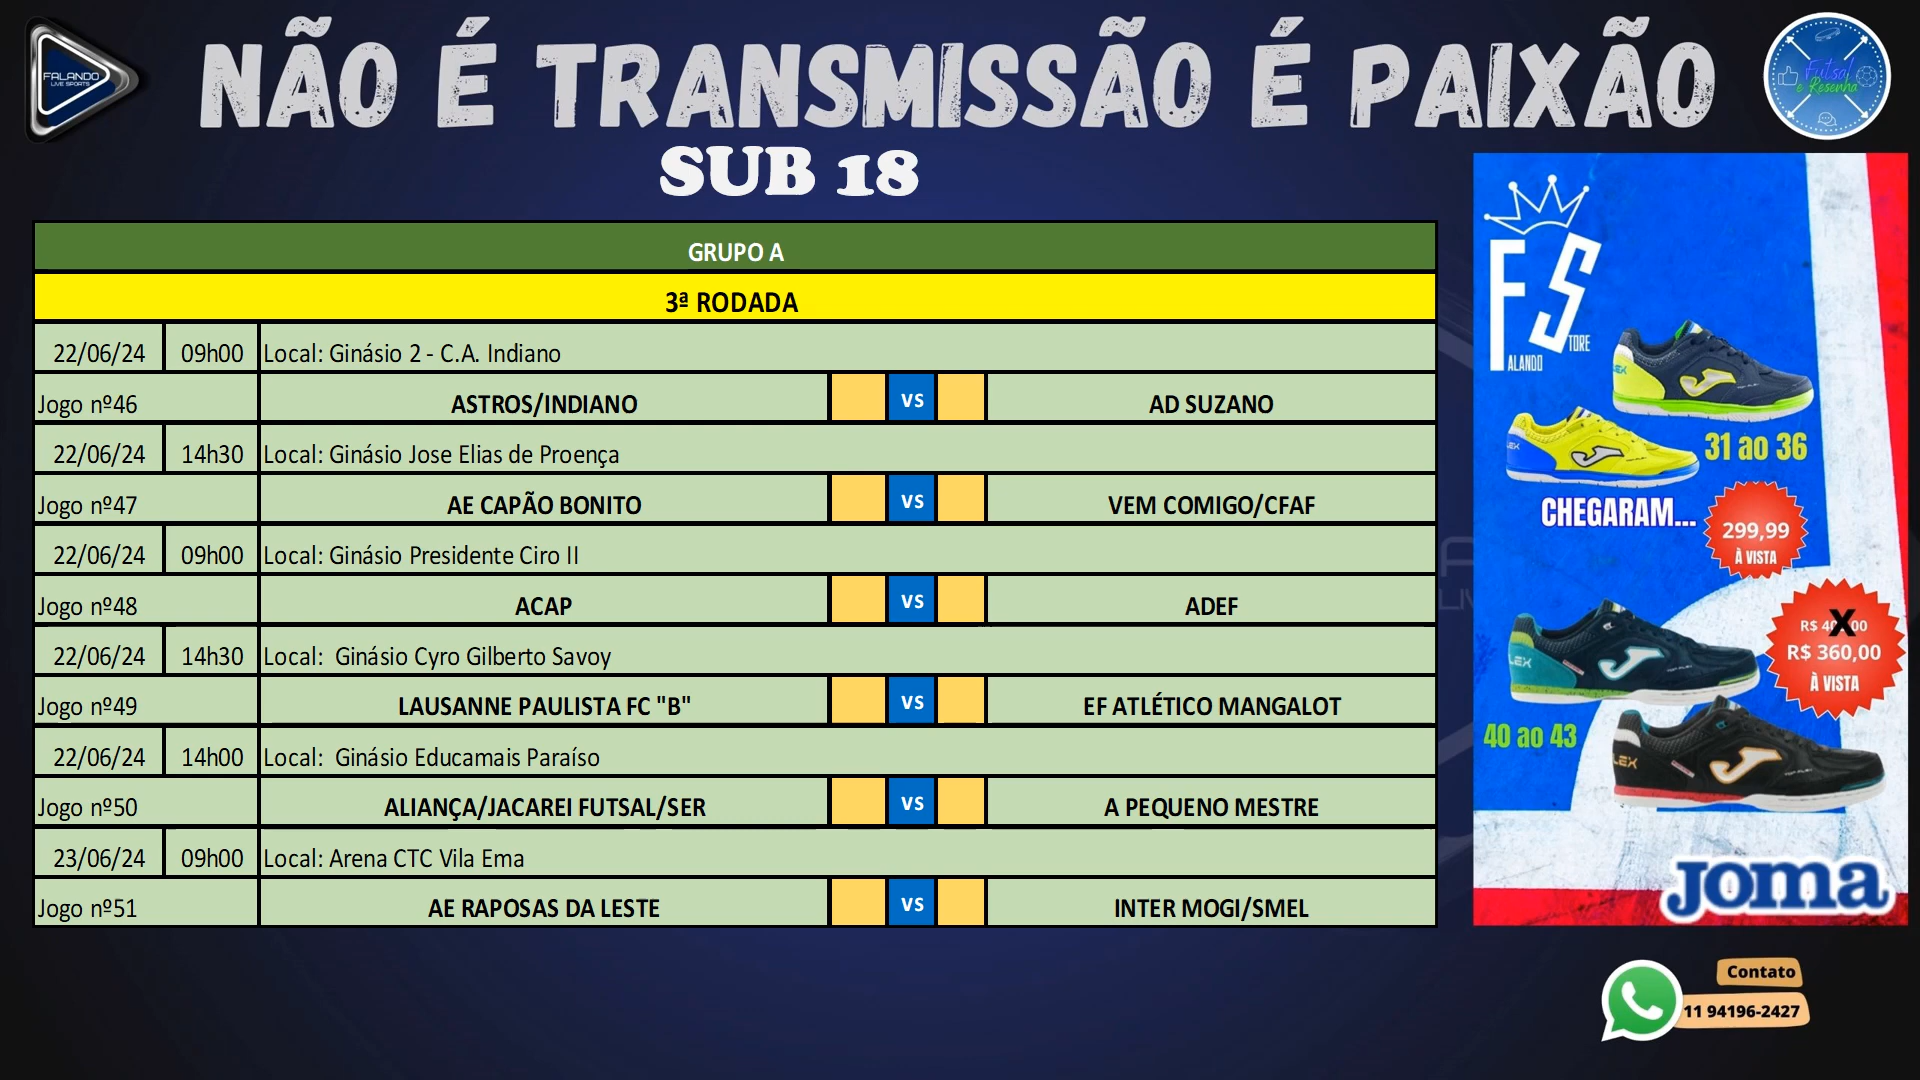 NÃO É TRANSMISSÃO É PAIXÃO
FALANDO
LIVE SPORTS
Futsal
e Resenha
SUB 18
GRUPO A
3ª RODADA
22/06/24 09h00 Local: Ginásio 2 - C.A. Indiano
Jogo nº46 ASTROS/INDIANO VS AD SUZANO
22/06/24 14h30 Local: Ginásio Jose Elias de Proença
Jogo nº47 AE CAPÃO BONITO VS VEM COMIGO/CFAF
22/06/24 09h00 Local: Ginásio Presidente Ciro II
Jogo nº48 ACAP VS ADEF
22/06/24 14h30 Local: Ginásio Cyro Gilberto Savoy
Jogo nº49 LAUSANNE PAULISTA FC "B" VS EF ATLÉTICO MANGALOT
22/06/24 14h00 Local: Ginásio Educamais Paraíso
Jogo nº50 ALIANÇA/JACAREI FUTSAL/SER VS A PEQUENO MESTRE
23/06/24 09h00 Local: Arena CTC Vila Ema
Jogo nº51 AE RAPOSAS DA LESTE VS INTER MOGI/SMEL
FALANDO STORE
31 ao 36
CHEGARAM...
299,99
À VISTA
R$ 360,00
À VISTA
40 ao 43
Joma
Contato
11 94196-2427